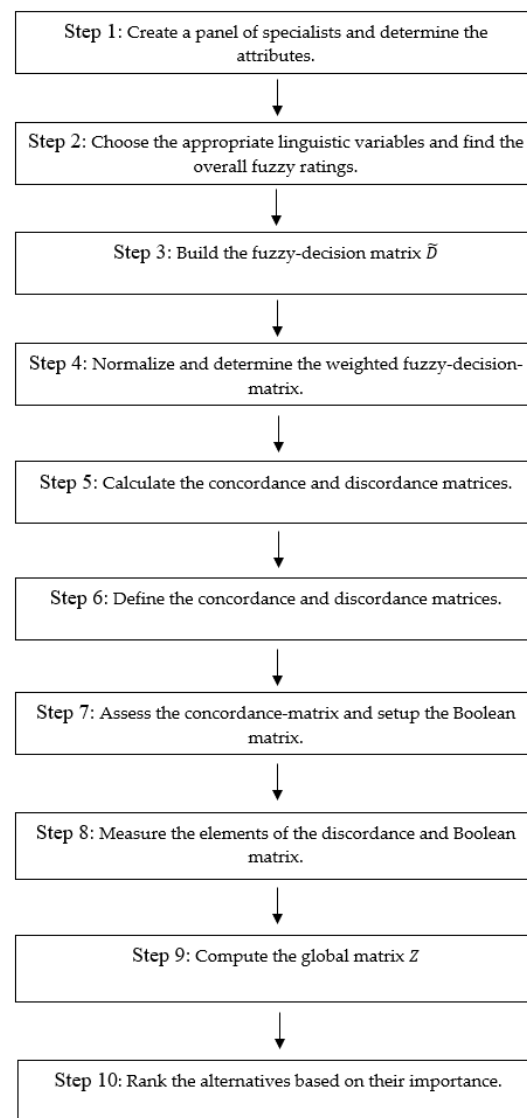 Step 1: Create a panel of specialists and determine the
attributes.
Step 2: Choose the appropriate linguistic variables and find the
overall fuzzy ratings.
Step 3: Build the fuzzy-decision matrix D̃
Step 4: Normalize and determine the weighted fuzzy-decision-
matrix.
Step 5: Calculate the concordance and discordance matrices.
Step 6: Define the concordance and discordance matrices.
Step 7: Assess the concordance-matrix and setup the Boolean
matrix.
Step 8: Measure the elements of the discordance and Boolean
matrix.
Step 9: Compute the global matrix Z
Step 10: Rank the alternatives based on their importance.